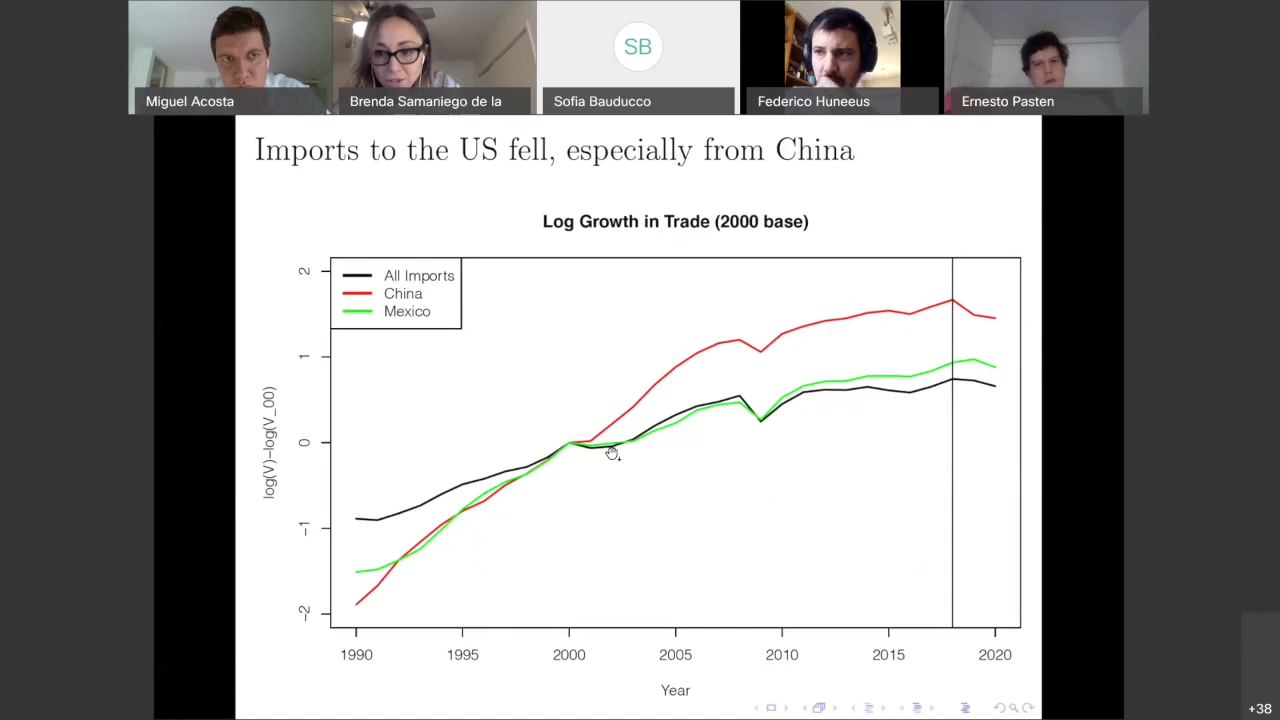 SB
Miguel Acosta
Brenda Samaniego de la
Sofia Bauducco
Federico Huneeus
Ernesto Pasten
Imports to the US fell, especially from China
Log Growth in Trade (2000 base)
All Imports
China
Mexico
log(V)−log(V_00)
2
1
0
−1
−2
1990
1995
2000
2005
2010
2015
2020
Year
+38